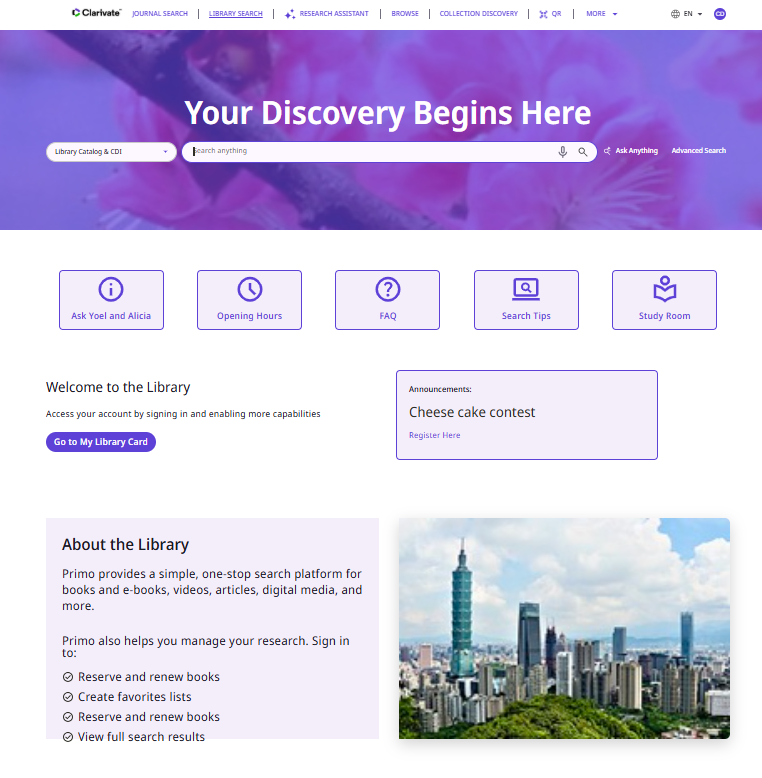 Clarivate™
JOURNAL SEARCH | LIBRARY SEARCH | RESEARCH ASSISTANT | BROWSE | COLLECTION DISCOVERY | QR | MORE EN CD
Your Discovery Begins Here
Library Catalog & CDI Search anything Ask Anything Advanced Search
Ask Yoel and Alicia Opening Hours FAQ Search Tips Study Room
Welcome to the Library
Access your account by signing in and enabling more capabilities
Go to My Library Card
Announcements:
Cheese cake contest
Register Here
About the Library
Primo provides a simple, one-stop search platform for
books and e-books, videos, articles, digital media, and
more.
Primo also helps you manage your research. Sign in
to:
Reserve and renew books
Create favorites lists
Reserve and renew books
View full search results